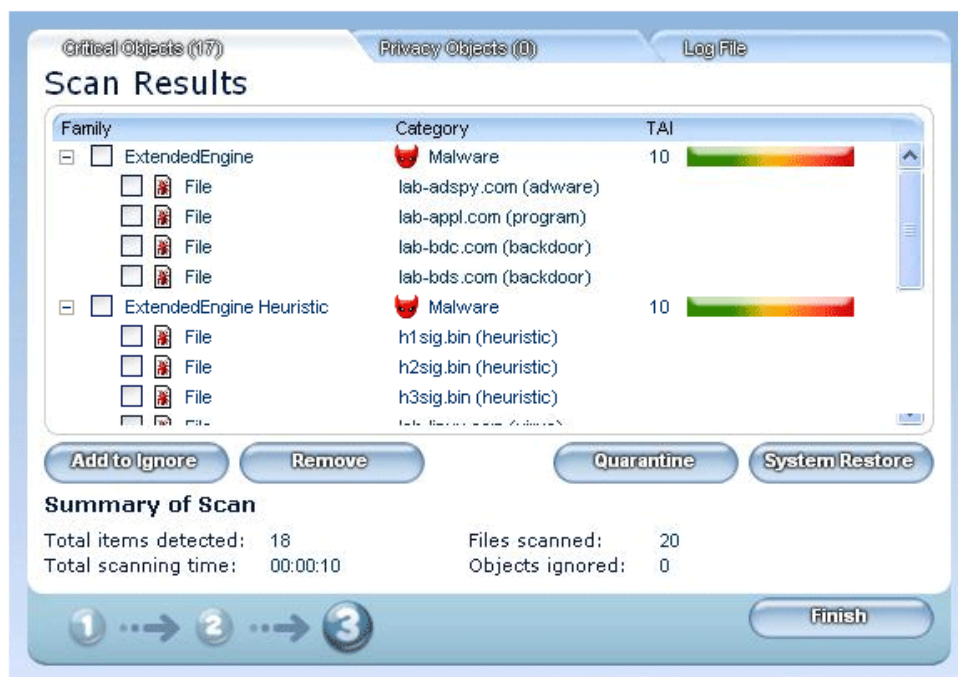 Critical Objects (17) Privacy Objects (0) Log File
Scan Results
Family Category TAI
ExtendedEngine Malware 10
File lab-adspy.com (adware)
File lab-appl.com (program)
File lab-bdc.com (backdoor)
File lab-bds.com (backdoor)
ExtendedEngine Heuristic Malware 10
File h1sig.bin (heuristic)
File h2sig.bin (heuristic)
File h3sig.bin (heuristic)
File
Add to Ignore Remove Quarantine System Restore
Summary of Scan
Total items detected: 18 Files scanned: 20
Total scanning time: 00:00:10 Objects ignored: 0
1 2 3 Finish